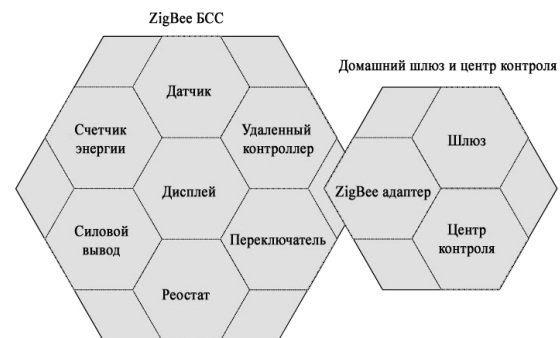 ZigBee БСС
Домашний шлюз и центр контроля
Датчик
Счетчик
энергии
Удаленный
контроллер
Шлюз
Дисплей
ZigBee адаптер
Силовой
вывод
Переключатель
Центр
контроля
Реостат